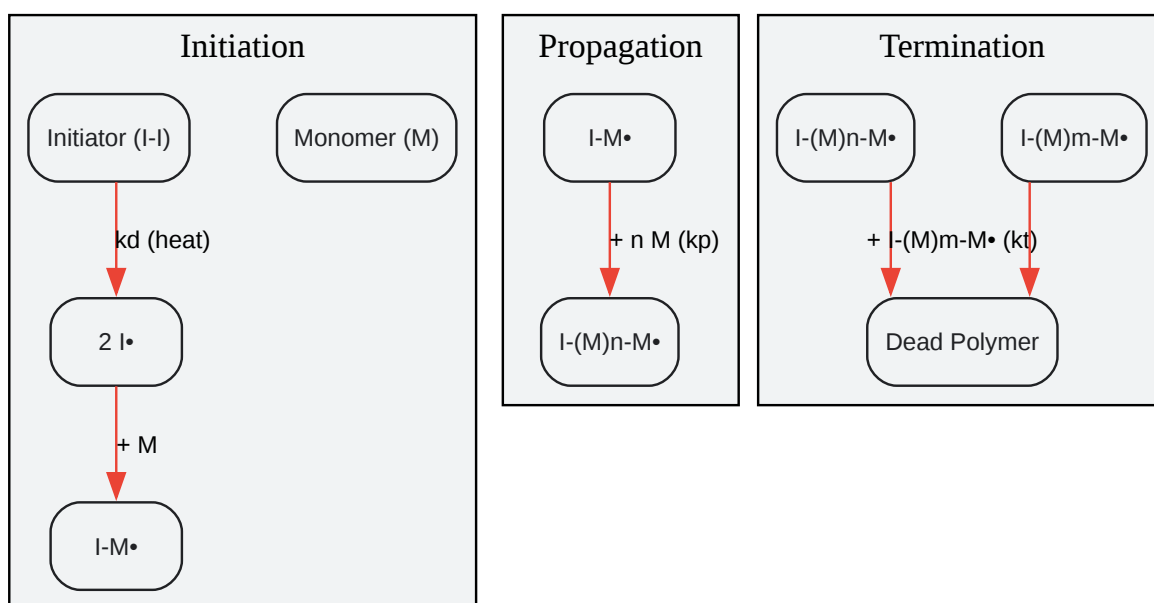 Initiation
Initiator (I-I)
Monomer (M)
kd (heat)
2 I•
+ M
I-M•
Propagation
I-M•
+ n M (kp)
I-(M)n-M•
Termination
I-(M)n-M•
I-(M)m-M•
+ I-(M)m-M• (kt)
Dead Polymer